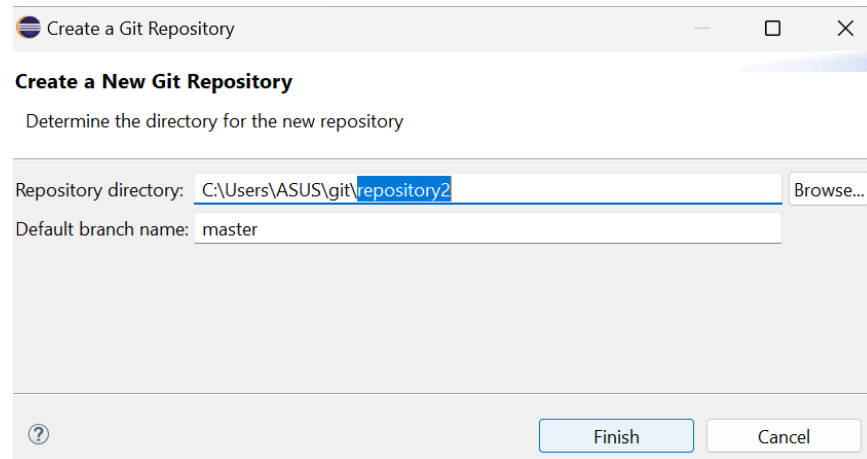 Create a Git Repository
Create a New Git Repository
Determine the directory for the new repository
Repository directory: C:\Users\ASUS\git\repository2 Browse...
Default branch name: master
? Finish Cancel